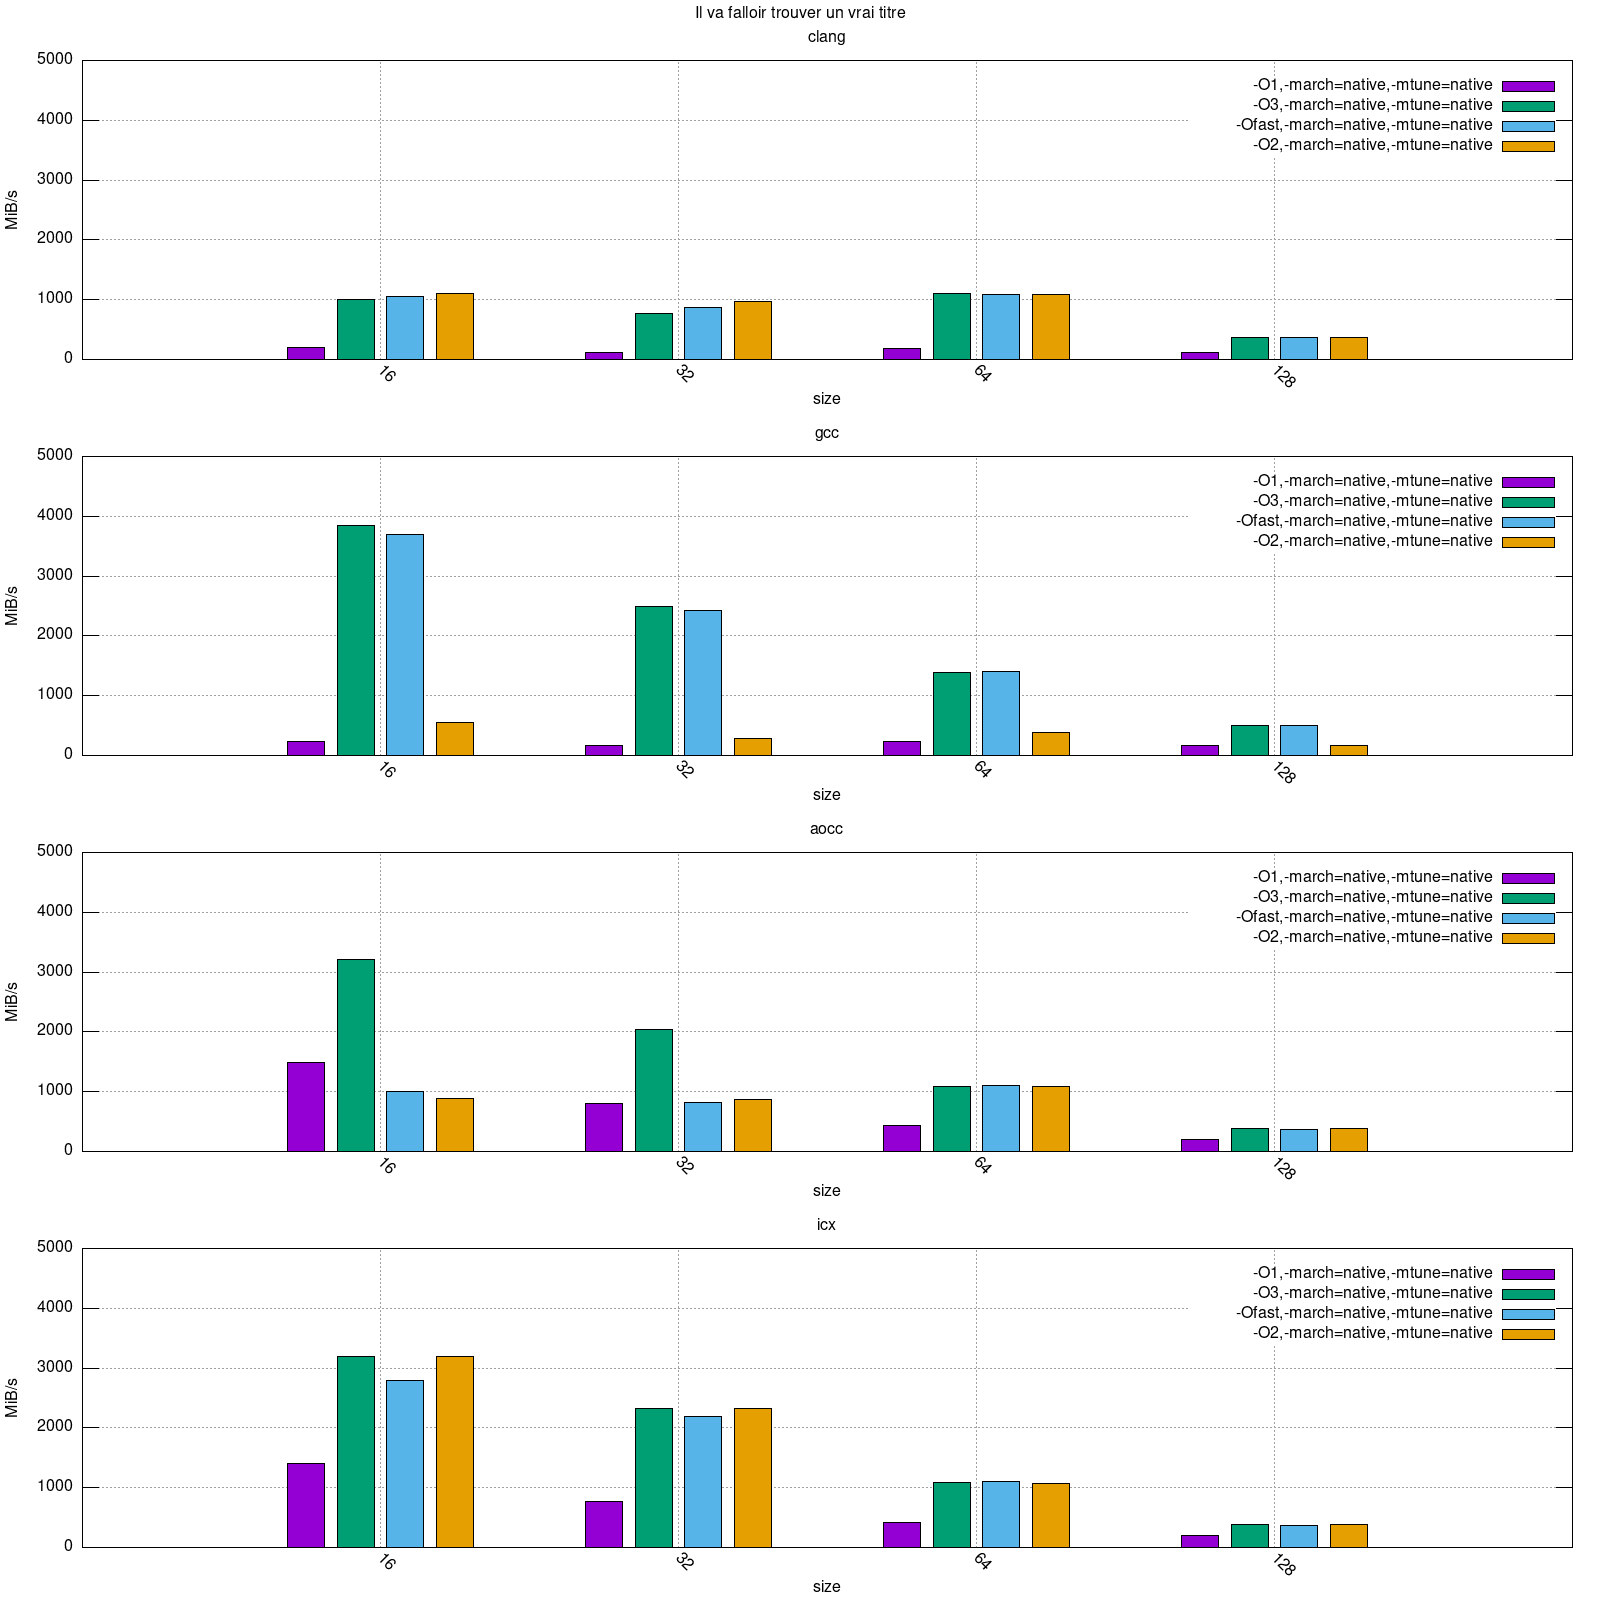 Il va falloir trouver un vrai titre
clang
5000
4000
3000
2000
1000
0
MiB/s
-O1,-march=native,-mtune=native
-O3,-march=native,-mtune=native
-Ofast,-march=native,-mtune=native
-O2,-march=native,-mtune=native
16 32 64 128
size
gcc
5000
4000
3000
2000
1000
0
MiB/s
-O1,-march=native,-mtune=native
-O3,-march=native,-mtune=native
-Ofast,-march=native,-mtune=native
-O2,-march=native,-mtune=native
16 32 64 128
size
aocc
5000
4000
3000
2000
1000
0
MiB/s
-O1,-march=native,-mtune=native
-O3,-march=native,-mtune=native
-Ofast,-march=native,-mtune=native
-O2,-march=native,-mtune=native
16 32 64 128
size
icx
5000
4000
3000
2000
1000
0
MiB/s
-O1,-march=native,-mtune=native
-O3,-march=native,-mtune=native
-Ofast,-march=native,-mtune=native
-O2,-march=native,-mtune=native
16 32 64 128
size